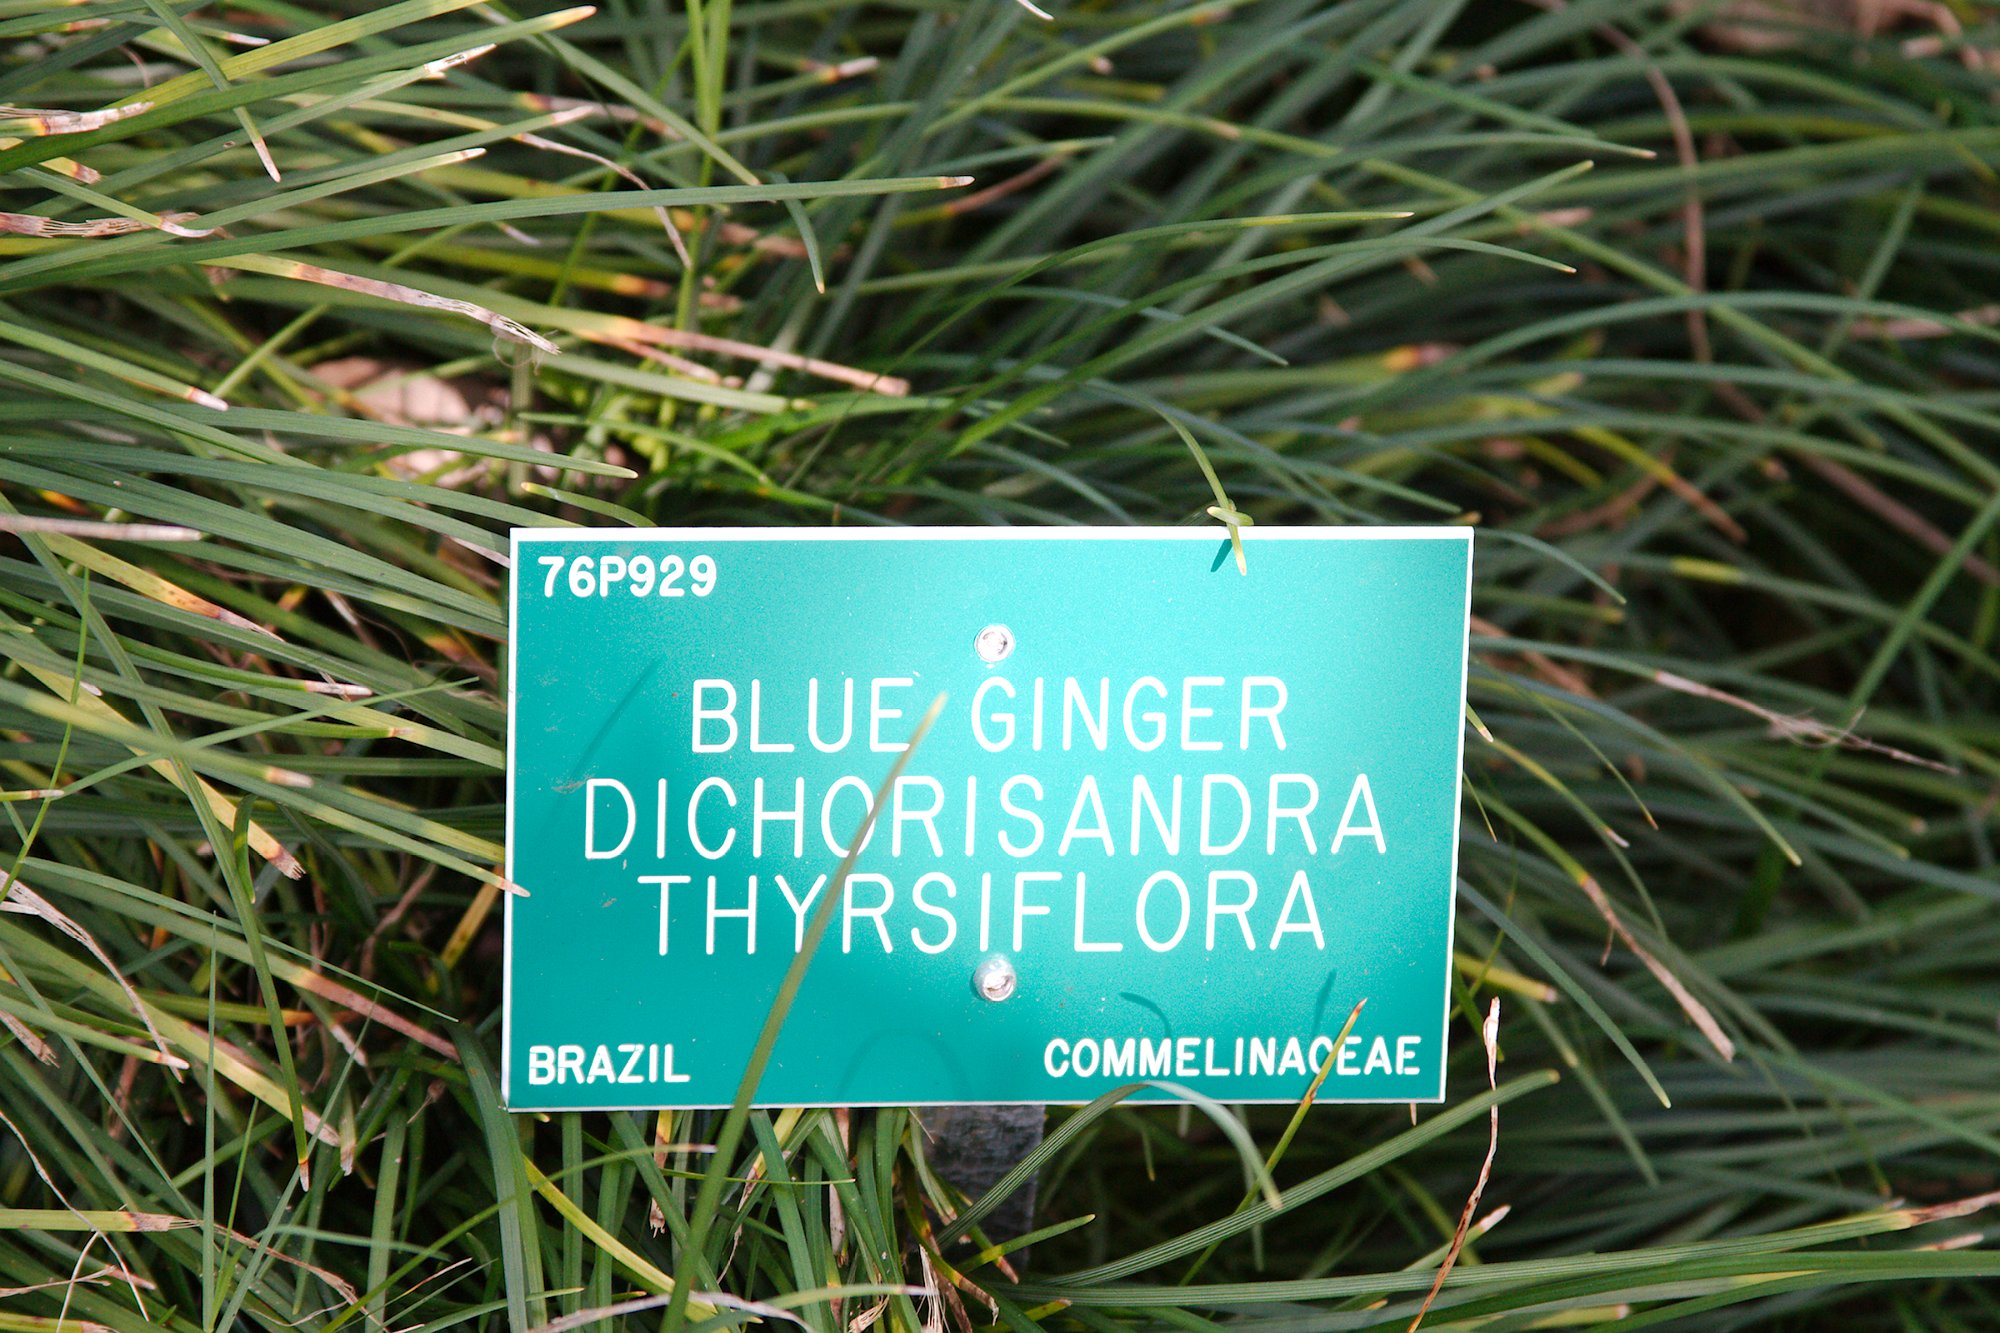 76P929
BLUE GINGER
DICHORISANDRA
THYRSIFLORA
BRAZIL
COMMELINACEAE